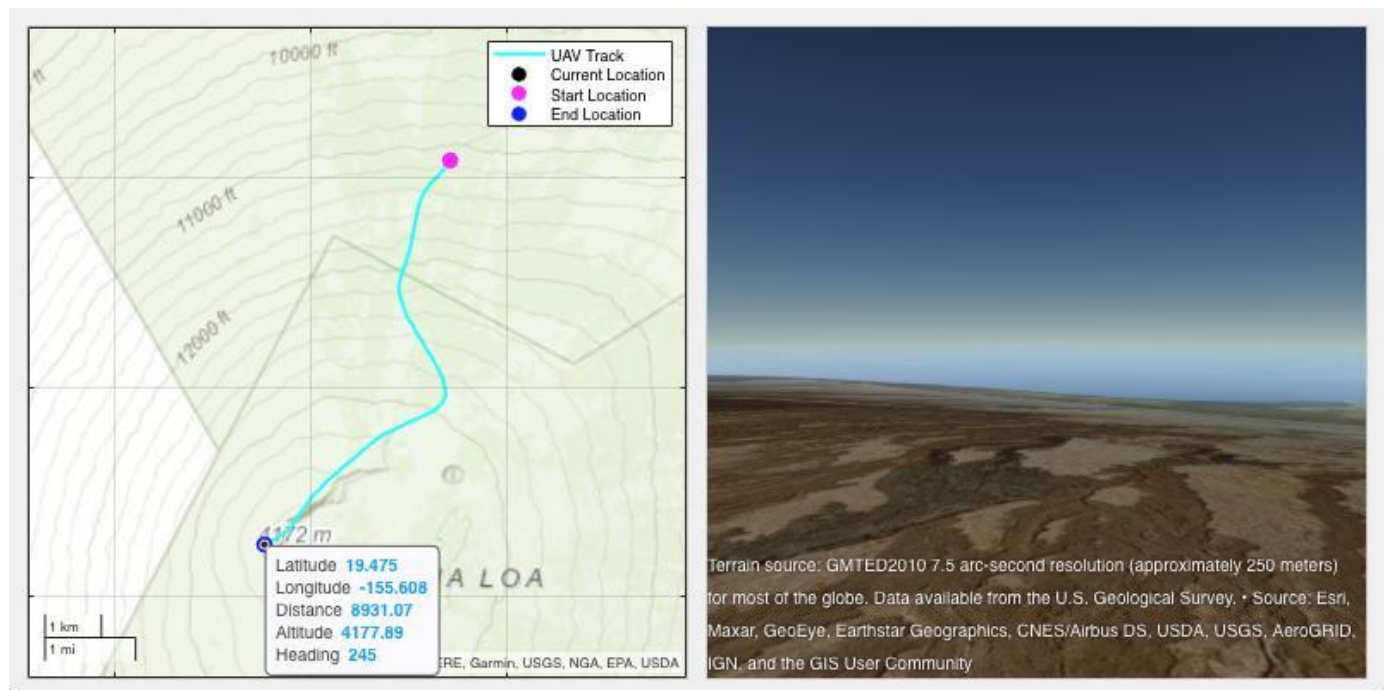 10000 ft
ft
11000 ft
12000 ft
UAV Track
Current Location
Start Location
End Location
4172 m
A LOA
Latitude 19.475
Longitude -155.608
Distance 8931.07
Altitude 4177.89
Heading 245
1 km
1 mi
ERE, Garmin, USGS, NGA, EPA, USDA
Terrain source: GMTED2010 7.5 arc-second resolution (approximately 250 meters)
for most of the globe. Data available from the U.S. Geological Survey. • Source: Esri,
Maxar, GeoEye, Earthstar Geographics, CNES/Airbus DS, USDA, USGS, AeroGRID,
IGN, and the GIS User Community